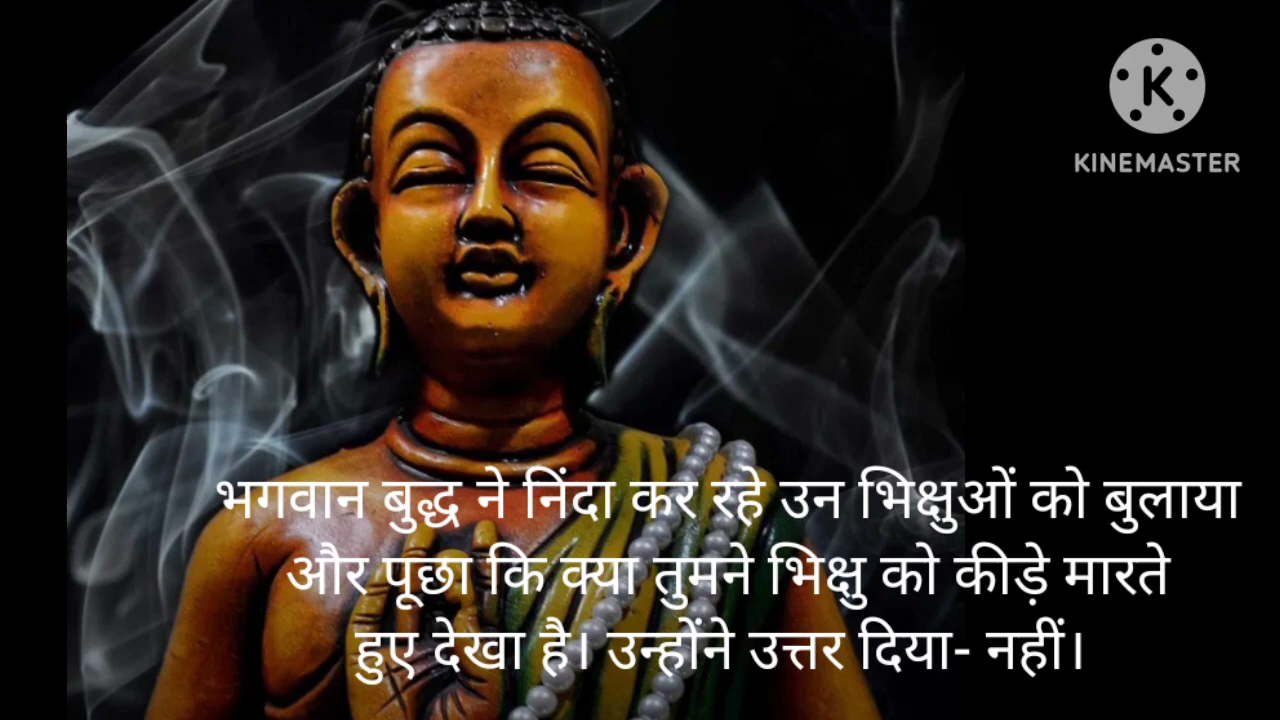 KINEMASTER
भगवान बुद्ध ने निंदा कर रहे उन भिक्षुओं को बुलाया
और पूछा कि क्या तुमने भिक्षु को कीड़े मारते
हुए देखा है। उन्होंने उत्तर दिया- नहीं।